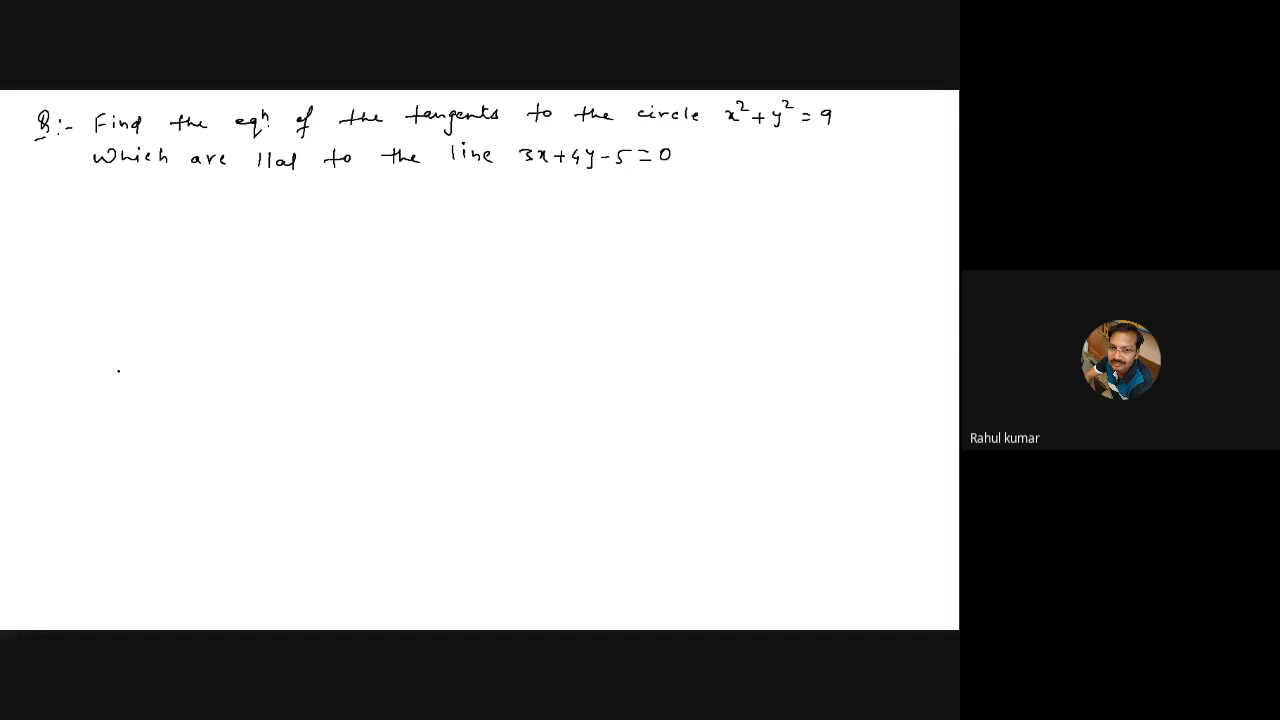 Q:- Find the eqn. of the tangents to the circle x² + y² = 9
Which are llal to the line 3x+4y-5=0
Rahul kumar